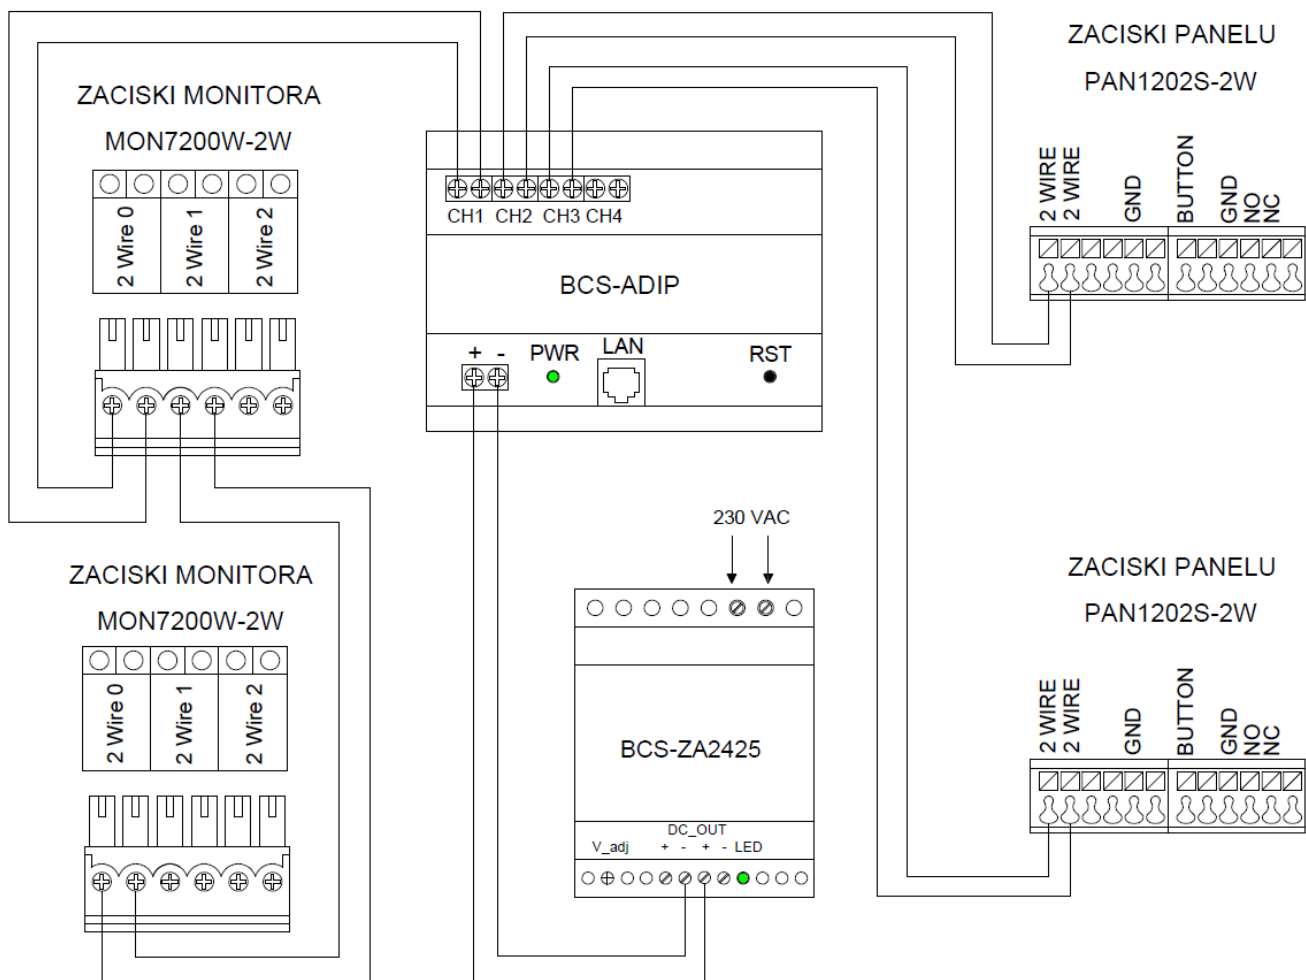 ZACISKI MONITORA
MON7200W-2W
2 Wire 0
2 Wire 1
2 Wire 2
CH1 CH2 CH3 CH4
BCS-ADIP
+ - PWR LAN RST
ZACISKI PANELU
PAN1202S-2W
2 WIRE
2 WIRE
GND
BUTTON
GND
NO
NC
230 VAC
ZACISKI MONITORA
MON7200W-2W
2 Wire 0
2 Wire 1
2 Wire 2
BCS-ZA2425
DC_OUT
V_adj + - + - LED
ZACISKI PANELU
PAN1202S-2W
2 WIRE
2 WIRE
GND
BUTTON
GND
NO
NC